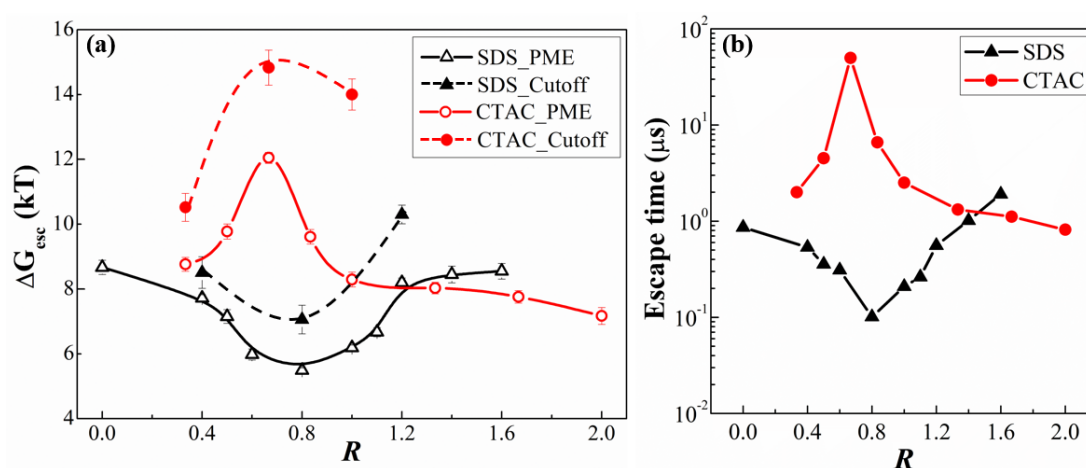 (a)
SDS_PME
SDS_Cutoff
CTAC_PME
CTAC_Cutoff
16
14
12
10
8
6
4
ΔG_esc (kT)
0.0 0.4 0.8 1.2 1.6 2.0
R
(b)
SDS
CTAC
10²
10¹
10⁰
10⁻¹
10⁻²
Escape time (μs)
0.0 0.4 0.8 1.2 1.6 2.0
R